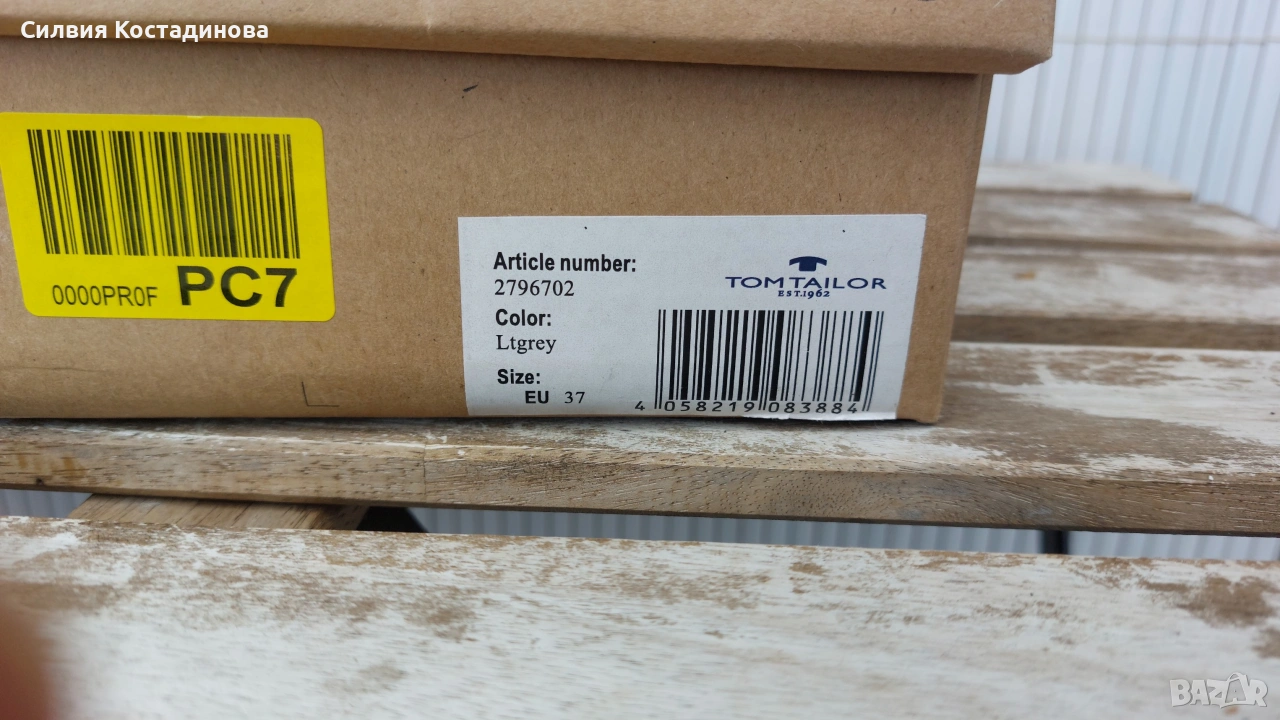 Силвия Костадинова
0000PR0F PC7
Article number:
2796702
Color:
Ltgrey
Size:
EU 37
TOM TAILOR
EST.1962
4 058219 083884
BAZAR